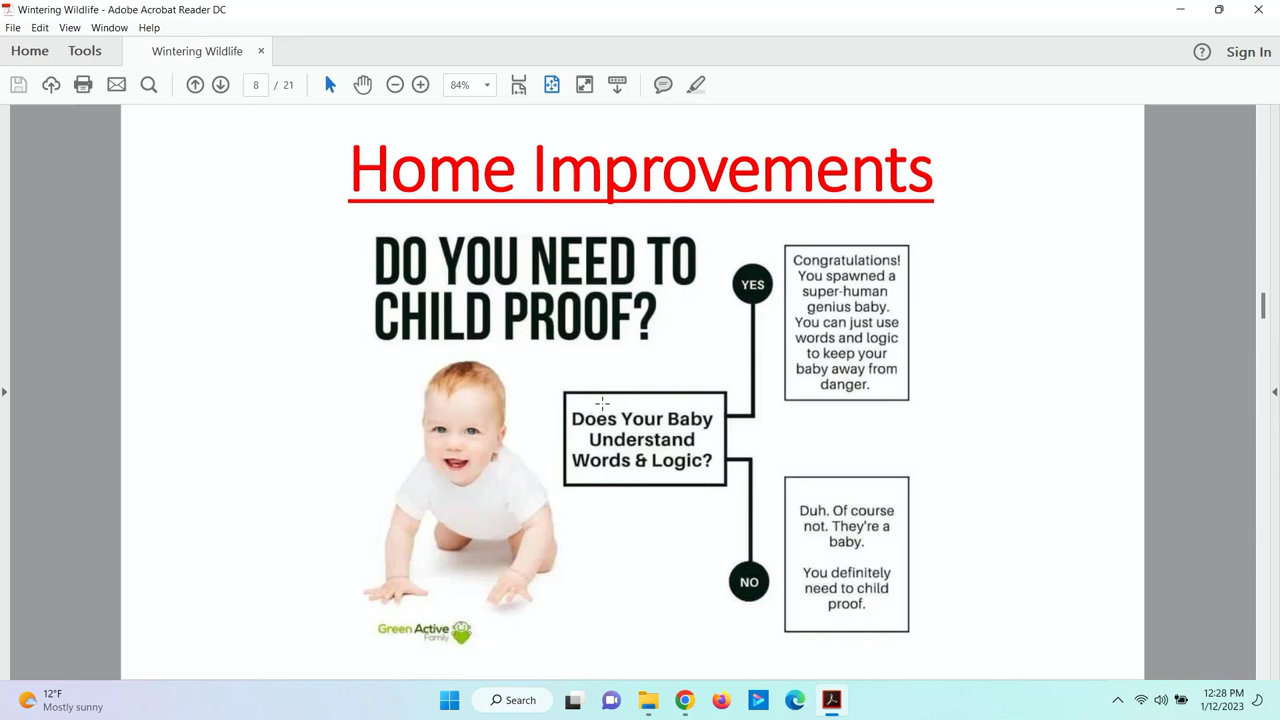 Wintering Wildlife - Adobe Acrobat Reader DC
File Edit View Window Help
Home Tools Wintering Wildlife × ? Sign In
8 / 21 84%
Home Improvements
DO YOU NEED TO
CHILD PROOF?
YES
Congratulations!
You spawned a
super-human
genius baby.
You can just use
words and logic
to keep your
baby away from
danger.
Does Your Baby
Understand
Words & Logic?
NO
Duh. Of course
not. They're a
baby.
You definitely
need to child
proof.
Green Active
Family
12°F
Mostly sunny
Search
12:28 PM
1/12/2023